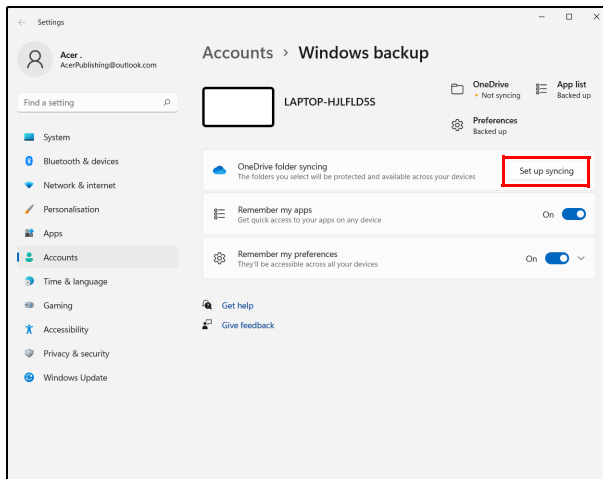 Settings
Acer .
AcerPublishing@outlook.com
Find a setting
System
Bluetooth & devices
Network & internet
Personalisation
Apps
Accounts
Time & language
Gaming
Accessibility
Privacy & security
Windows Update
Accounts > Windows backup
LAPTOP-HJLFLD5S
OneDrive
• Not syncing
App list
Backed up
Preferences
Backed up
OneDrive folder syncing
The folders you select will be protected and available across your devices
Set up syncing
Remember my apps
Get quick access to your apps on any device
On
Remember my preferences
They'll be accessible across all your devices
On
Get help
Give feedback